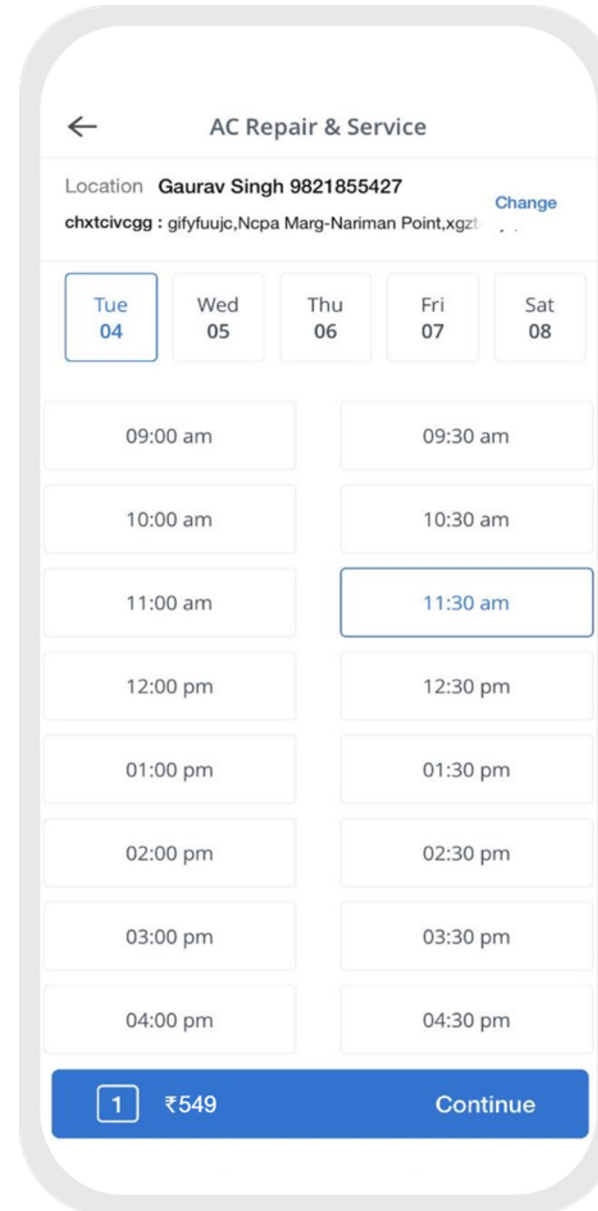 AC Repair & Service
Location Gaurav Singh 9821855427
Change
chxtcivcgg : gifyfuujc,Ncpa Marg-Nariman Point,
Tue Wed Thu Fri Sat
04 05 06 07 08
09:00 am 09:30 am
10:00 am 10:30 am
11:00 am 11:30 am
12:00 pm 12:30 pm
01:00 pm 01:30 pm
02:00 pm 02:30 pm
03:00 pm 03:30 pm
04:00 pm 04:30 pm
1 ₹549 Continue